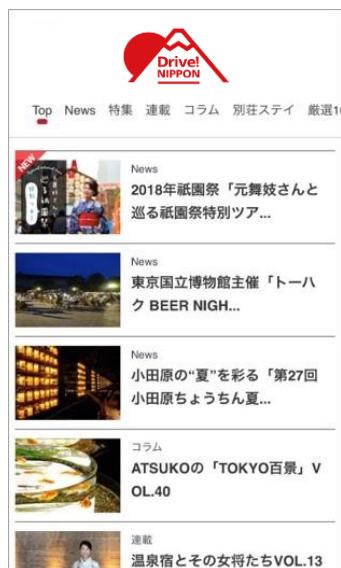 Drive!
NIPPON
Top News 特集 連載 コラム 別荘ステイ 厳選1
NEW
News
2018年祇園祭「元舞妓さんと
巡る祇園祭特別ツア...
News
東京国立博物館主催「トーハ
ク BEER NIGH...
News
小田原の“夏”を彩る「第27回
小田原ちょうちん夏...
コラム
ATSUKOの「TOKYO百景」V
OL.40
連載
温泉宿とその女将たちVOL.13